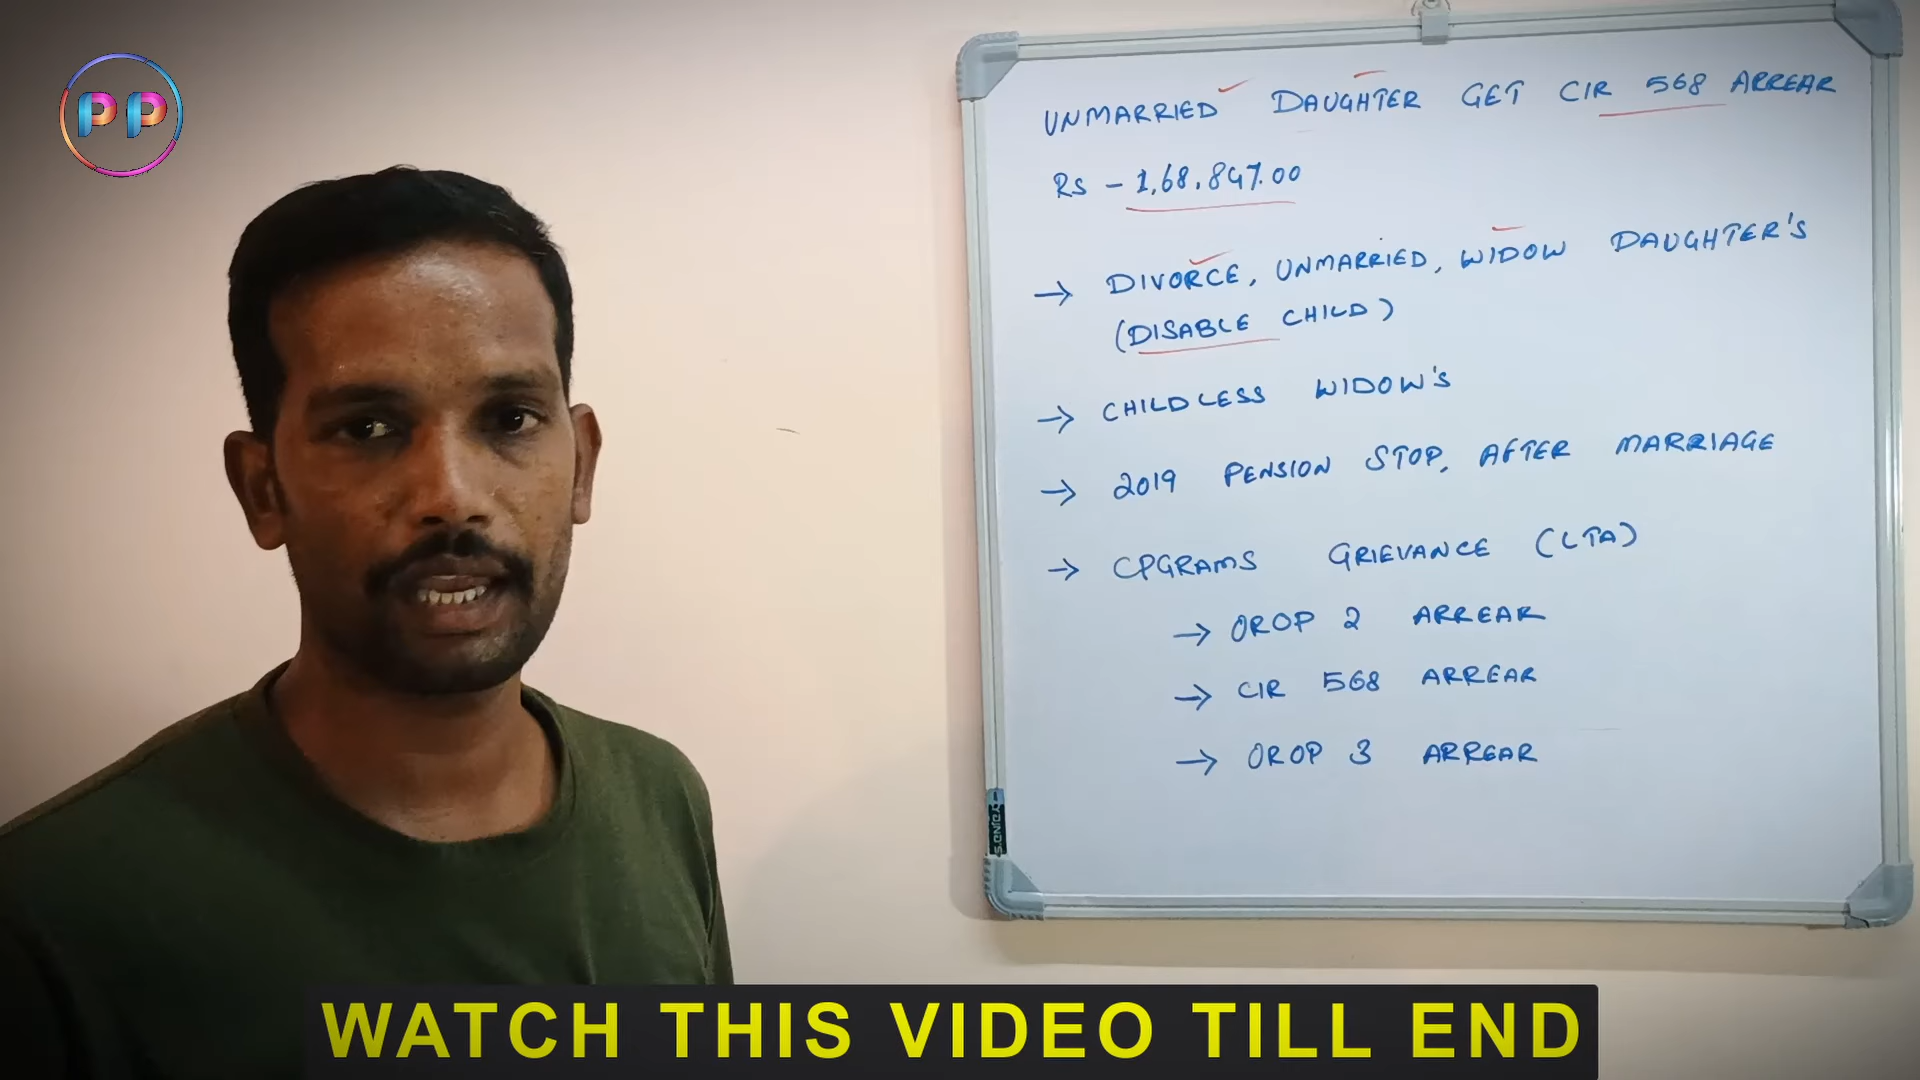 PP
UNMARRIED DAUGHTER GET CIR 568 ARREAR
RS - 1,68,847.00
→ DIVORCE, UNMARRIED, WIDOW DAUGHTER'S
(DISABLE CHILD)
→ CHILDLESS WIDOW'S
→ 2019 PENSION STOP, AFTER MARRIAGE
→ CPGRAMS GRIEVANCE (LTA)
→ OROP 2 ARREAR
→ CIR 568 ARREAR
→ OROP 3 ARREAR
WATCH THIS VIDEO TILL END